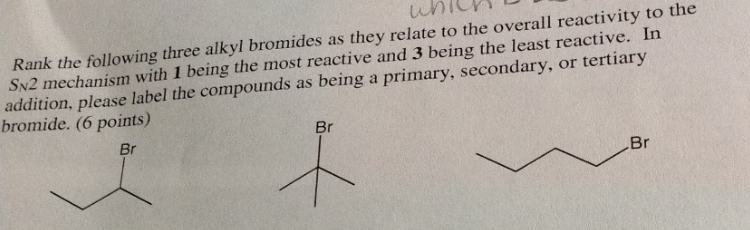 which
Rank the following three alkyl bromides as they relate to the overall reactivity to the
SN2 mechanism with 1 being the most reactive and 3 being the least reactive. In
addition, please label the compounds as being a primary, secondary, or tertiary
bromide. (6 points)
Br
Br
Br